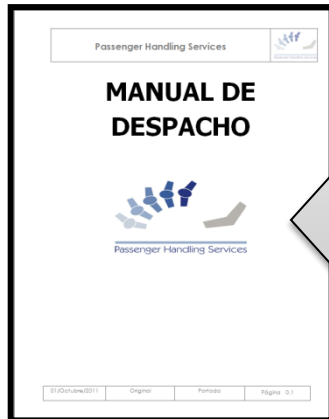 Passenger Handling Services
MANUAL DE
DESPACHO
Passenger Handling Services
01/Octubre/2011 Original Portada Página 0.1